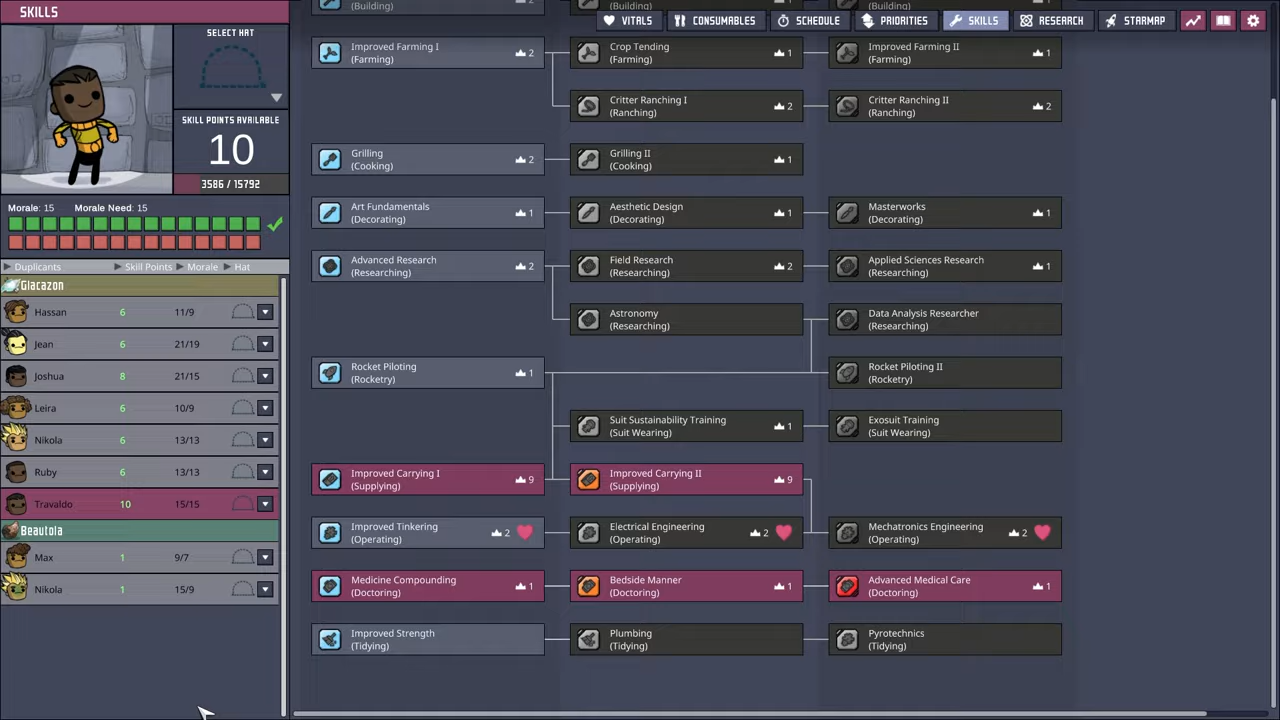 SKILLS
SELECT HAT
SKILL POINTS AVAILABLE
10
3586 / 15792
Morale: 15 Morale Need: 15
Duplicants Skill Points Morale Hat
Glacazon
Hassan 6 11/9
Jean 6 21/19
Joshua 8 21/15
Leira 6 10/9
Nikola 6 13/13
Ruby 6 13/13
Travaldo 10 15/15
Beautola
Max 1 9/7
Nikola 1 15/9
VITALS CONSUMABLES SCHEDULE PRIORITIES SKILLS RESEARCH STARMAP
(Building) (Building) (Building)
Improved Farming I
(Farming)
2
Crop Tending
(Farming)
1
Improved Farming II
(Farming)
1
Critter Ranching I
(Ranching)
2
Critter Ranching II
(Ranching)
2
Grilling
(Cooking)
2
Grilling II
(Cooking)
1
Art Fundamentals
(Decorating)
1
Aesthetic Design
(Decorating)
1
Masterworks
(Decorating)
1
Advanced Research
(Researching)
2
Field Research
(Researching)
2
Applied Sciences Research
(Researching)
1
Astronomy
(Researching)
Data Analysis Researcher
(Researching)
Rocket Piloting
(Rocketry)
1
Rocket Piloting II
(Rocketry)
Suit Sustainability Training
(Suit Wearing)
1
Exosuit Training
(Suit Wearing)
Improved Carrying I
(Supplying)
9
Improved Carrying II
(Supplying)
9
Improved Tinkering
(Operating)
2
Electrical Engineering
(Operating)
2
Mechatronics Engineering
(Operating)
2
Medicine Compounding
(Doctoring)
1
Bedside Manner
(Doctoring)
1
Advanced Medical Care
(Doctoring)
1
Improved Strength
(Tidying)
Plumbing
(Tidying)
Pyrotechnics
(Tidying)